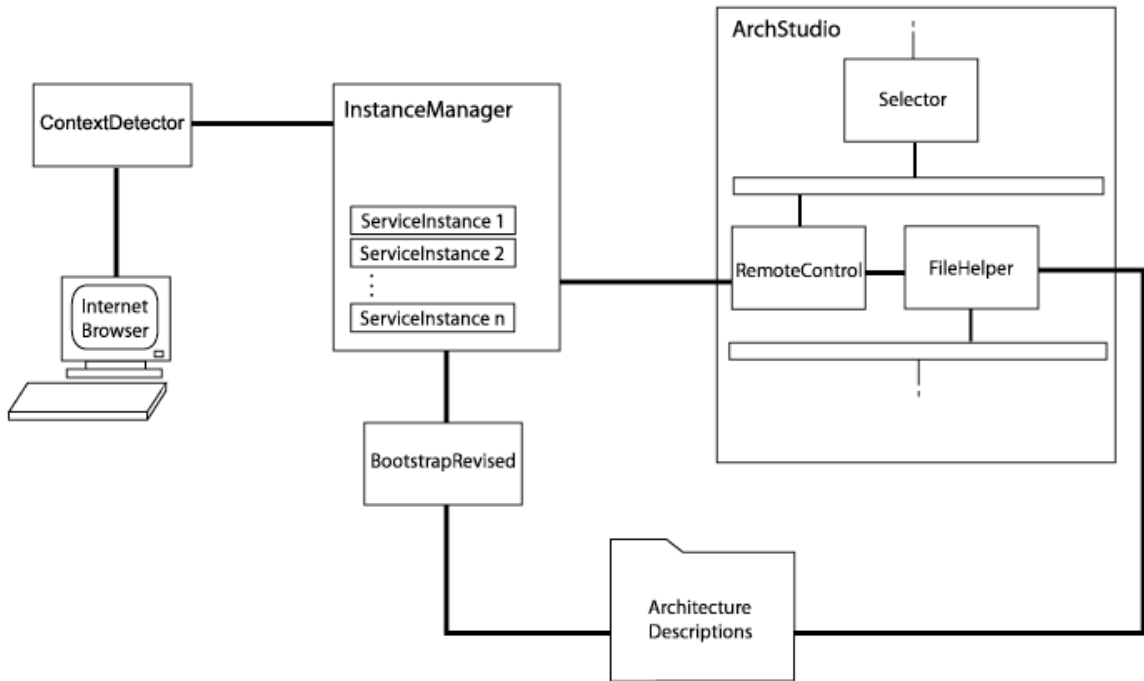 ArchStudio
Selector
ContextDetector
InstanceManager
ServiceInstance 1
ServiceInstance 2
ServiceInstance n
RemoteControl
FileHelper
Internet
Browser
BootstrapRevised
Architecture
Descriptions